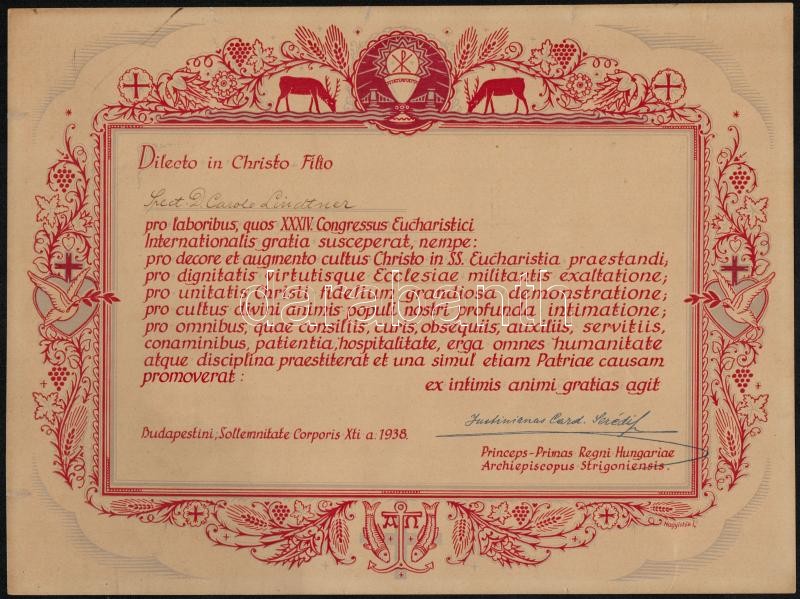 Dilecto in Christo Filio
Spect. D. Carolo Lindtner
pro laboribus, quos XXXIV. Congressus Eucharistici
Internationalis gratia susceperat, nempe:
pro decore et augmento cultus Christo in SS. Eucharistia praestandi;
pro dignitatis virtutisque Ecclesiae militantis exaltatione;
pro unitatis Christi fidelium grandiosa demonstratione;
pro cultus divini animis populi nostri profunda intimatione;
pro omnibus, quae consiliis, curis, obsequiis, auxiliis, servitiis,
conaminibus, patientia, hospitalitate, erga omnes humanitate
atque disciplina praestiterat et una simul etiam Patriae causam
promoverat:
ex intimis animi gratias agit
Justinianus Card. Serédi
Budapestini, Sollemnitate Corporis Xti a. 1938.
Princeps-Primas Regni Hungariae
Archiepiscopus Strigoniensis.
darabanth